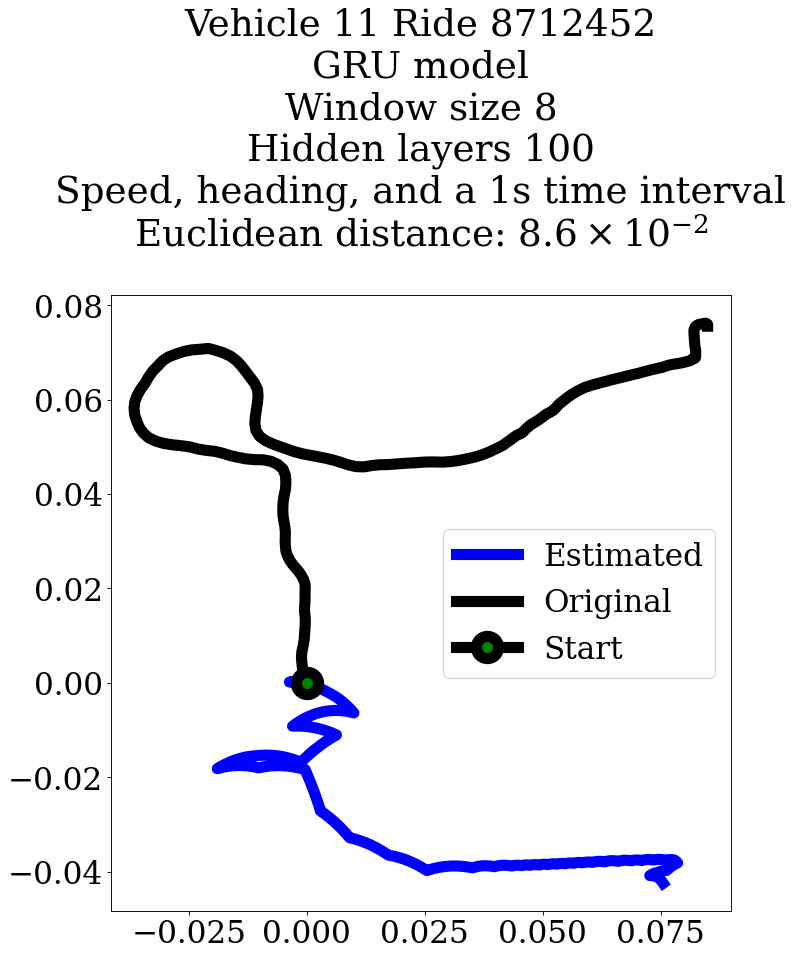 Vehicle 11 Ride 8712452
GRU model
Window size 8
Hidden layers 100
Speed, heading, and a 1s time interval
Euclidean distance: 8.6 × 10⁻²
0.08
0.06
0.04
0.02
0.00
−0.02
−0.04
Estimated
Original
Start
−0.025 0.000 0.025 0.050 0.075